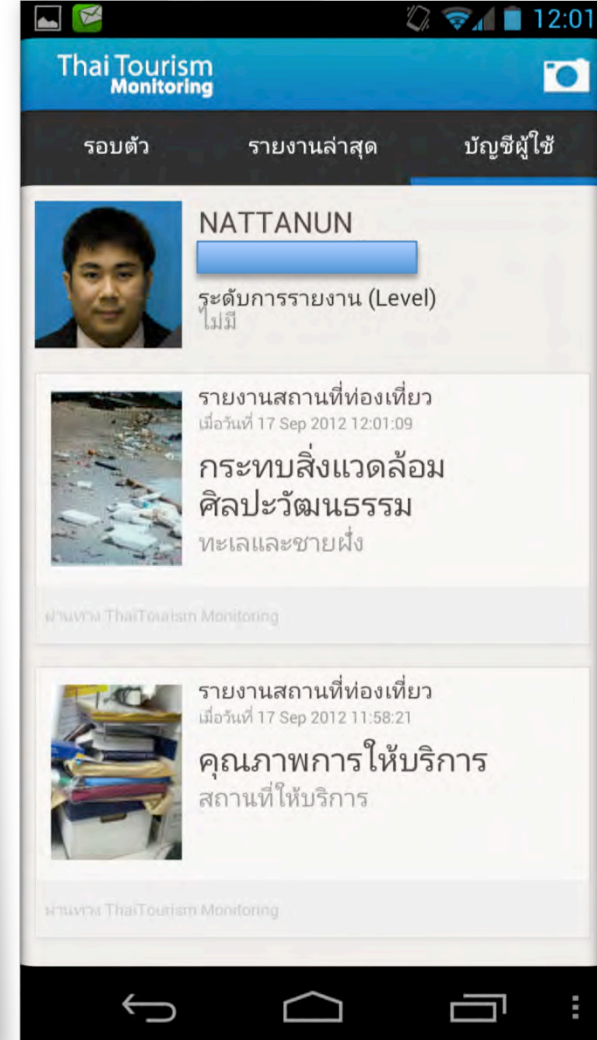 12:01
Thai Tourism
Monitoring
รอบตัว รายงานล่าสุด บัญชีผู้ใช้
NATTANUN
ระดับการรายงาน (Level)
ไม่มี
รายงานสถานที่ท่องเที่ยว
เมื่อวันที่ 17 Sep 2012 12:01:09
กระทบสิ่งแวดล้อม
ศิลปะวัฒนธรรม
ทะเลและชายฝั่ง
ผ่านทาง ThaiTourism Monitoring
รายงานสถานที่ท่องเที่ยว
เมื่อวันที่ 17 Sep 2012 11:58:21
คุณภาพการให้บริการ
สถานที่ให้บริการ
ผ่านทาง ThaiTourism Monitoring